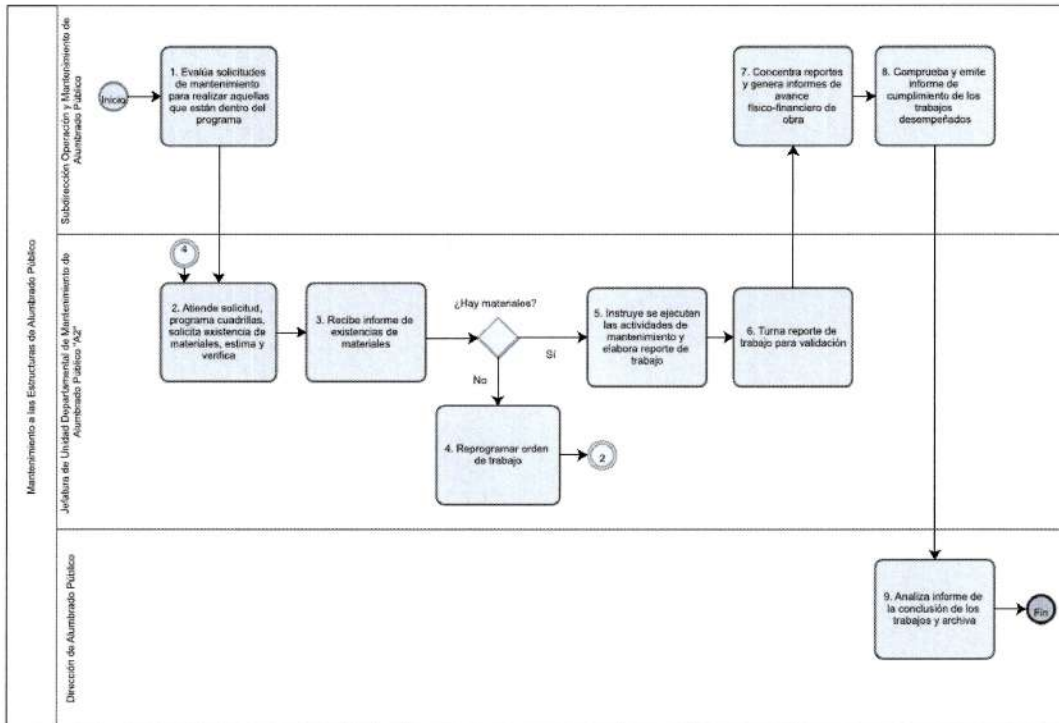 Mantenimiento a las Estructuras de Alumbrado Público
Subdirección Operación y Mantenimiento de
Alumbrado Público
Inicio
1. Evalúa solicitudes
de mantenimiento
para realizar aquellas
que están dentro del
programa
7. Concentra reportes
y genera informes de
avance
físico-financiero de
obra
8. Comprueba y emite
informe de
cumplimiento de los
trabajos
desempeñados
Jefatura de Unidad Departamental de Mantenimiento de
Alumbrado Público "A2"
4
2. Atiende solicitud,
programa cuadrillas,
solicita existencia de
materiales, estima y
verifica
3. Recibe informe de
existencias de
materiales
¿Hay materiales?
Sí
No
5. Instruye se ejecuten
las actividades de
mantenimiento y
elabora reporte de
trabajo
6. Turna reporte de
trabajo para validación
4. Reprogramar orden
de trabajo
2
Dirección de Alumbrado Público
9. Analiza informe de
la conclusión de los
trabajos y archiva
Fin